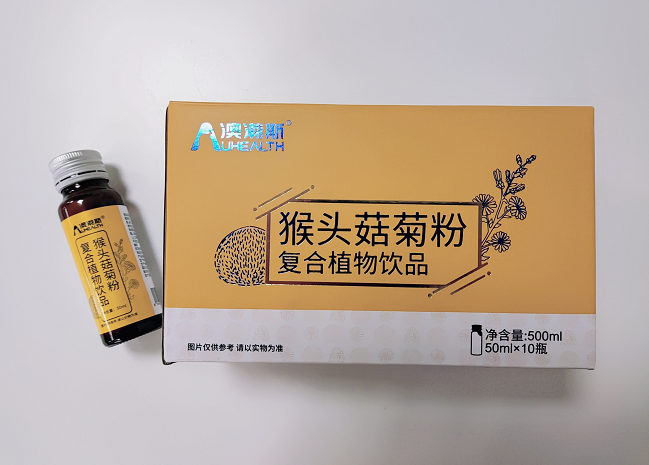 澳瀚斯
AUHEALTH
猴头菇菊粉
复合植物饮品
图片仅供参考 请以实物为准
净含量:500ml
50ml×10瓶
澳瀚斯
AUHEALTH
猴头菇菊粉
复合植物饮品